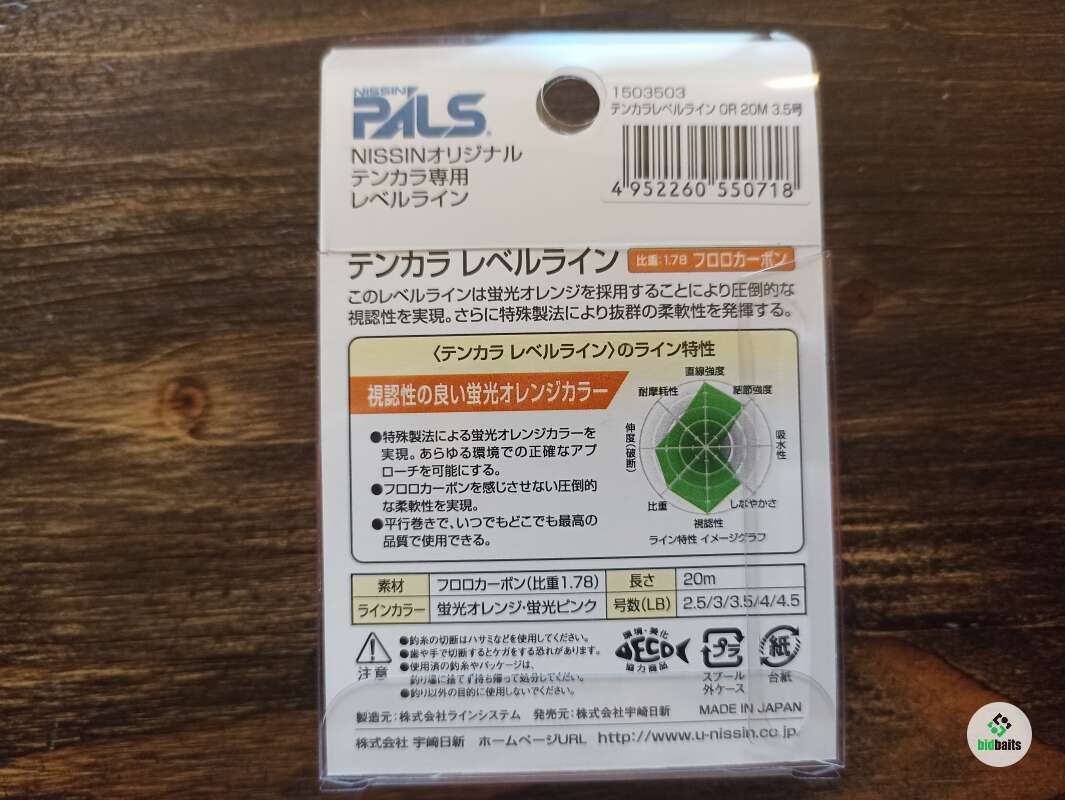 NISSIN
PALS
NISSINオリジナル
テンカラ専用
レベルライン
1503503
テンカラレベルライン OR 20M 3.5号
4 952260 550718
テンカラ レベルライン 比重:1.78 フロロカーボン
このレベルラインは蛍光オレンジを採用することにより圧倒的な
視認性を実現。さらに特殊製法により抜群の柔軟性を発揮する。
〈テンカラ レベルライン〉のライン特性
視認性の良い蛍光オレンジカラー
●特殊製法による蛍光オレンジカラーを
実現。あらゆる環境での正確なアプ
ローチを可能にする。
●フロロカーボンを感じさせない圧倒的
な柔軟性を実現。
●平行巻きで、いつでもどこでも最高の
品質で使用できる。
直線強度
耐摩耗性
結節強度
伸度(破断)
吸水性
比重
しなやかさ
視認性
ライン特性 イメージグラフ
素材 フロロカーボン(比重1.78) 長さ 20m
ラインカラー 蛍光オレンジ・蛍光ピンク 号数(LB) 2.5/3/3.5/4/4.5
注意
●釣糸の切断はハサミなどを使用してください。
●歯や手で切断するとケガをする恐れがあります。
●使用済の釣糸やパッケージは、
釣り場に捨てず持ち帰って処分してください。
●釣り以外の目的に使用しないでください。
環境・美化
ECO
協力商品
プラ
スプール
外ケース
紙
台紙
製造元:株式会社ラインシステム 発売元:株式会社宇崎日新 MADE IN JAPAN
株式会社 宇崎日新 ホームページURL http://www.u-nissin.co.jp
bidbaits